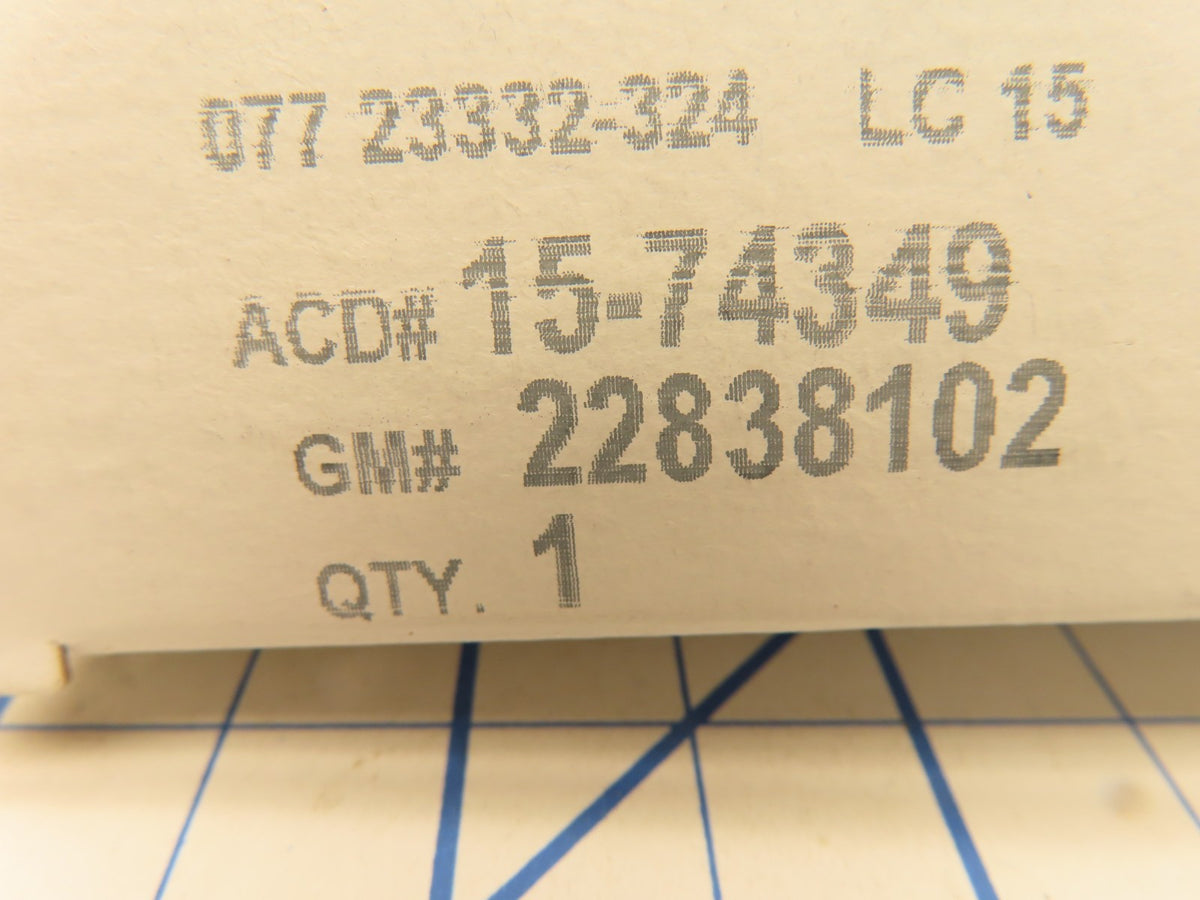 077 23332-324 LC 15
ACD# 15-74349
GM# 22838102
QTY. 1